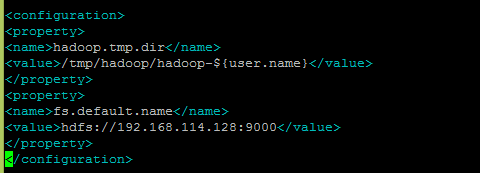 <configuration>
<property>
<name>hadoop.tmp.dir</name>
<value>/tmp/hadoop/hadoop-${user.name}</value>
</property>
<property>
<name>fs.default.name</name>
<value>hdfs://192.168.114.128:9000</value>
</property>
</configuration>